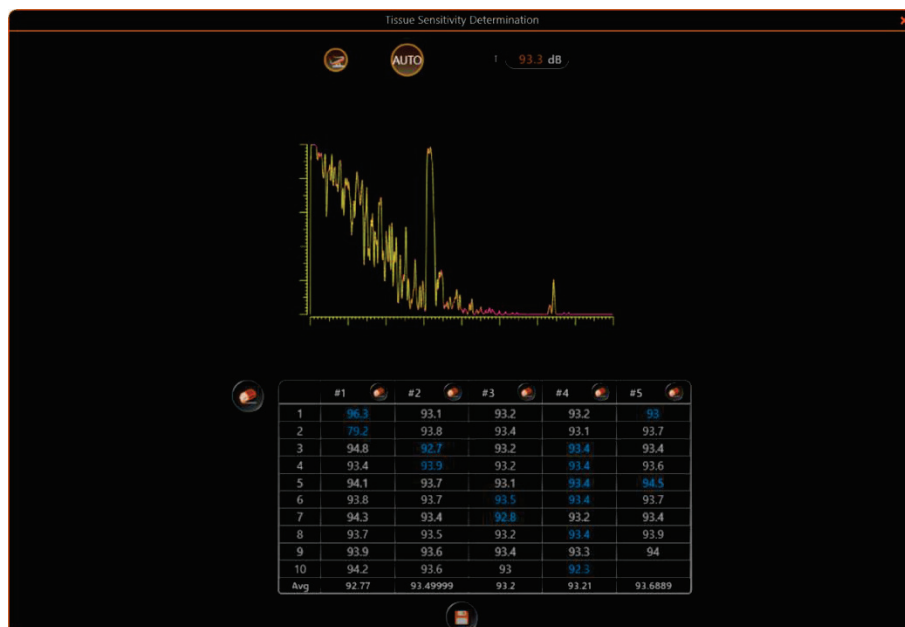 Tissue Sensitivity Determination
AUTO 93.3 dB
#1 #2 #3 #4 #5
1 96.3 93.1 93.2 93.2 93
2 79.2 93.8 93.4 93.1 93.7
3 94.8 92.7 93.2 93.4 93.4
4 93.4 93.9 93.2 93.4 93.6
5 94.1 93.7 93.1 93.4 94.5
6 93.8 93.7 93.5 93.4 93.7
7 94.3 93.4 92.8 93.2 93.4
8 93.7 93.5 93.2 93.4 93.9
9 93.9 93.6 93.4 93.3 94
10 94.2 93.6 93 92.3
Avg 92.77 93.49999 93.2 93.21 93.6889